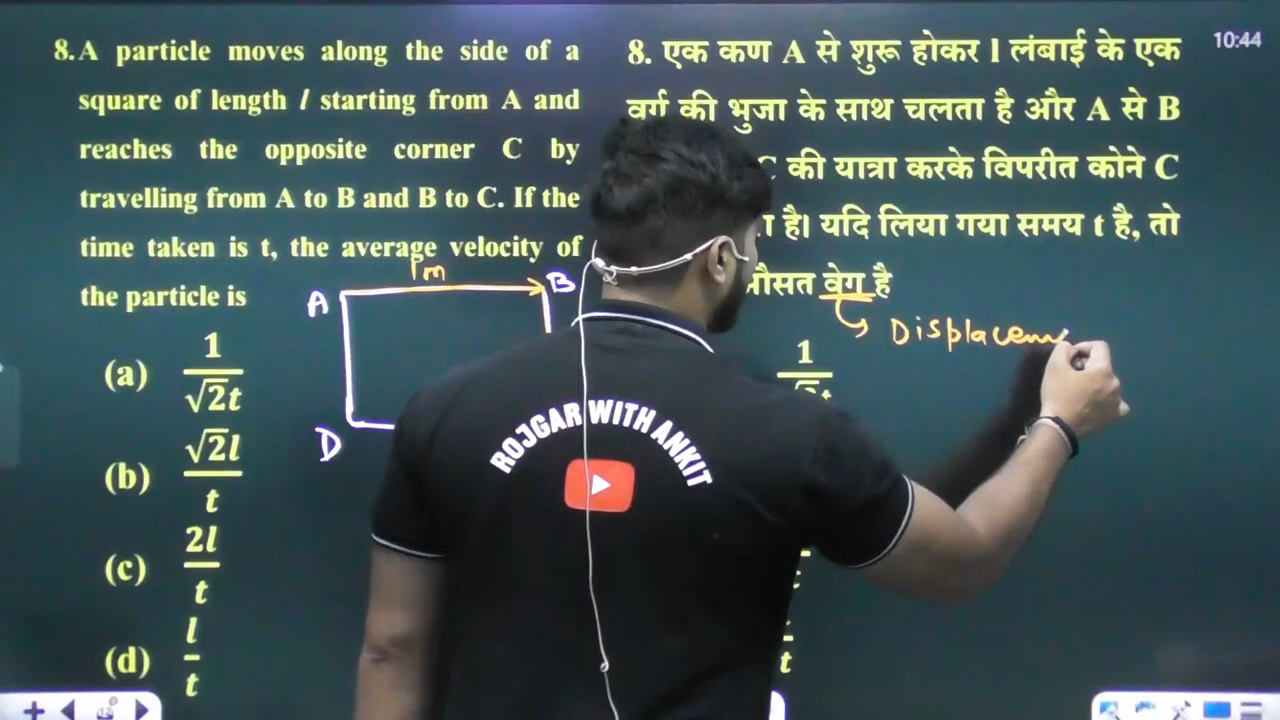 8. A particle moves along the side of a
square of length l starting from A and
reaches the opposite corner C by
travelling from A to B and B to C. If the
time taken is t, the average velocity of
the particle is
(a) 1/√2t
(b) √2l/t
(c) 2l/t
(d) l/t
8. एक कण A से शुरू होकर l लंबाई के एक
वर्ग की भुजा के साथ चलता है और A से B
C की यात्रा करके विपरीत कोने C
है। यदि लिया गया समय t है, तो
औसत वेग है
1
t
10:44
A
B
D
Displacem
ROJGAR WITH ANKIT